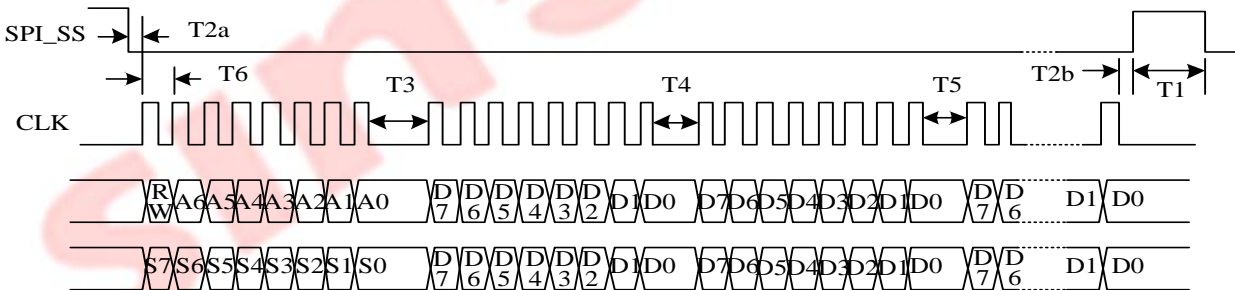 SPI_SS T2a
T6 T3 T4 T5 T2b T1
CLK
RW A6 A5 A4 A3 A2 A1 A0 D7 D6 D5 D4 D3 D2 D1 D0 D7 D6 D5 D4 D3 D2 D1 D0 D7 D6 D1 D0
S7 S6 S5 S4 S3 S2 S1 S0 D7 D6 D5 D4 D3 D2 D1 D0 D7 D6 D5 D4 D3 D2 D1 D0 D7 D6 D1 D0